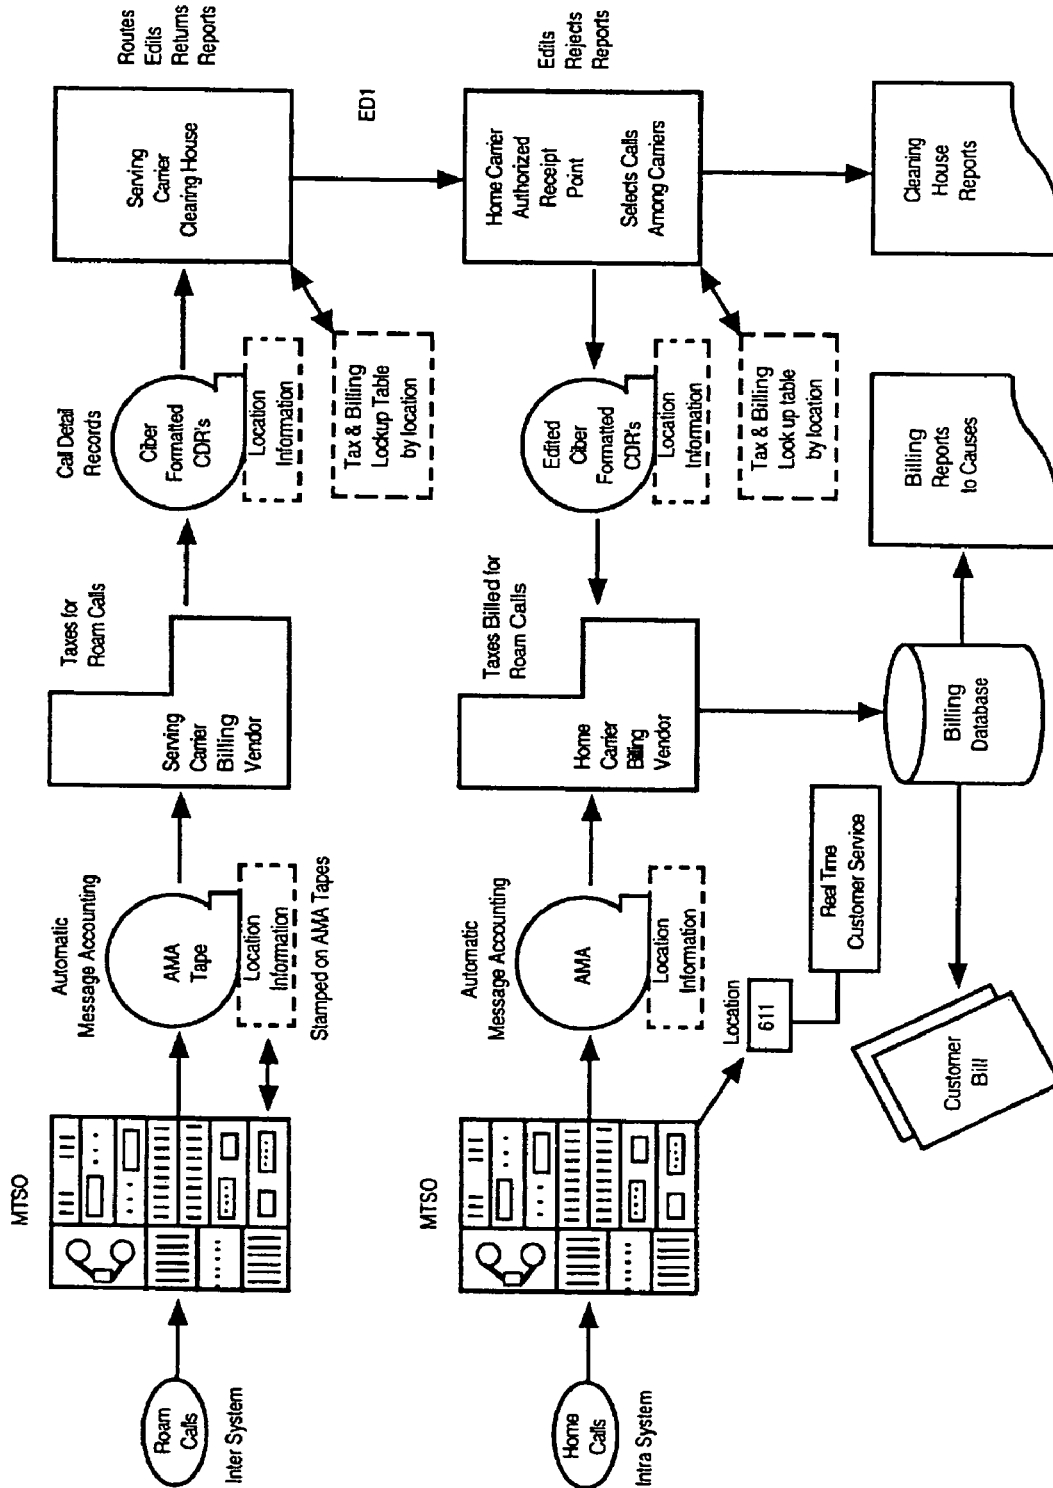 MTSO
Roam
Calls
Inter System
Automatic
Message Accounting
AMA
Tape
Location
Information
Stamped on AMA Tapes
Taxes for
Roam Calls
Serving
Carrier
Billing
Vendor
Call Detail
Records
Ciber
Formatted
CDR's
Location
Information
Tax & Billing
Lookup Table
by location
Serving
Carrier
Clearing House
Routes
Edits
Returns
Reports
ED1
MTSO
Home
Calls
Intra System
Automatic
Message Accounting
AMA
Location
Information
Location
611
Real Time
Customer Service
Taxes Billed for
Roam Calls
Home
Carrier
Billing
Vendor
Edited
Ciber
Formatted
CDR's
Location
Information
Tax & Billing
Look up table
by location
Home Carrier
Authorized
Receipt
Point
Selects Calls
Among Carriers
Edits
Rejects
Reports
Customer
Bill
Billing
Database
Billing
Reports
to Causes
Cleaning
House
Reports